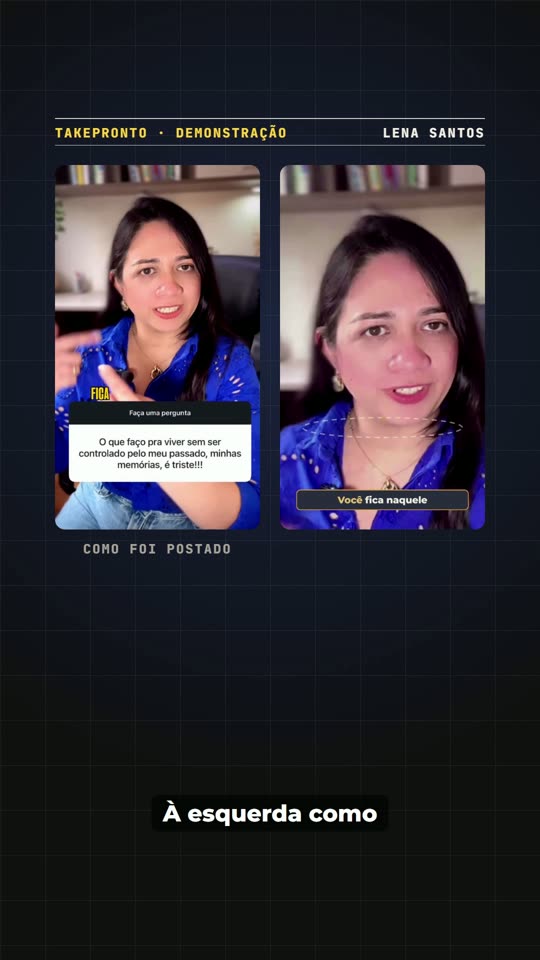 TAKEPRONTO · DEMONSTRAÇÃO
LENA SANTOS
FICA
Faça uma pergunta
O que faço pra viver sem ser
controlado pelo meu passado, minhas
memórias, é triste!!!
Você fica naquele
COMO FOI POSTADO
À esquerda como